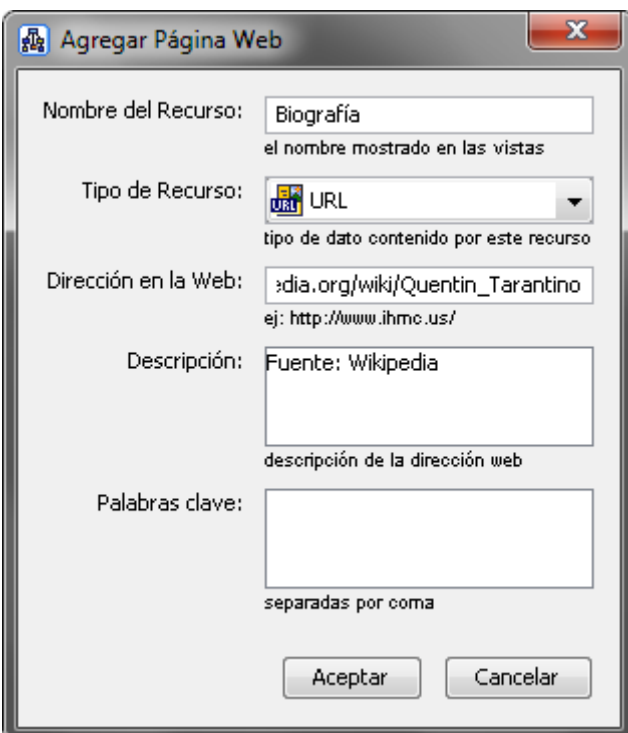 Agregar Página Web
Nombre del Recurso: Biografía
el nombre mostrado en las vistas
Tipo de Recurso: URL URL
tipo de dato contenido por este recurso
Dirección en la Web: edia.org/wiki/Quentin_Tarantino
ej: http://www.ihmc.us/
Descripción: Fuente: Wikipedia
descripción de la dirección web
Palabras clave:
separadas por coma
Aceptar Cancelar